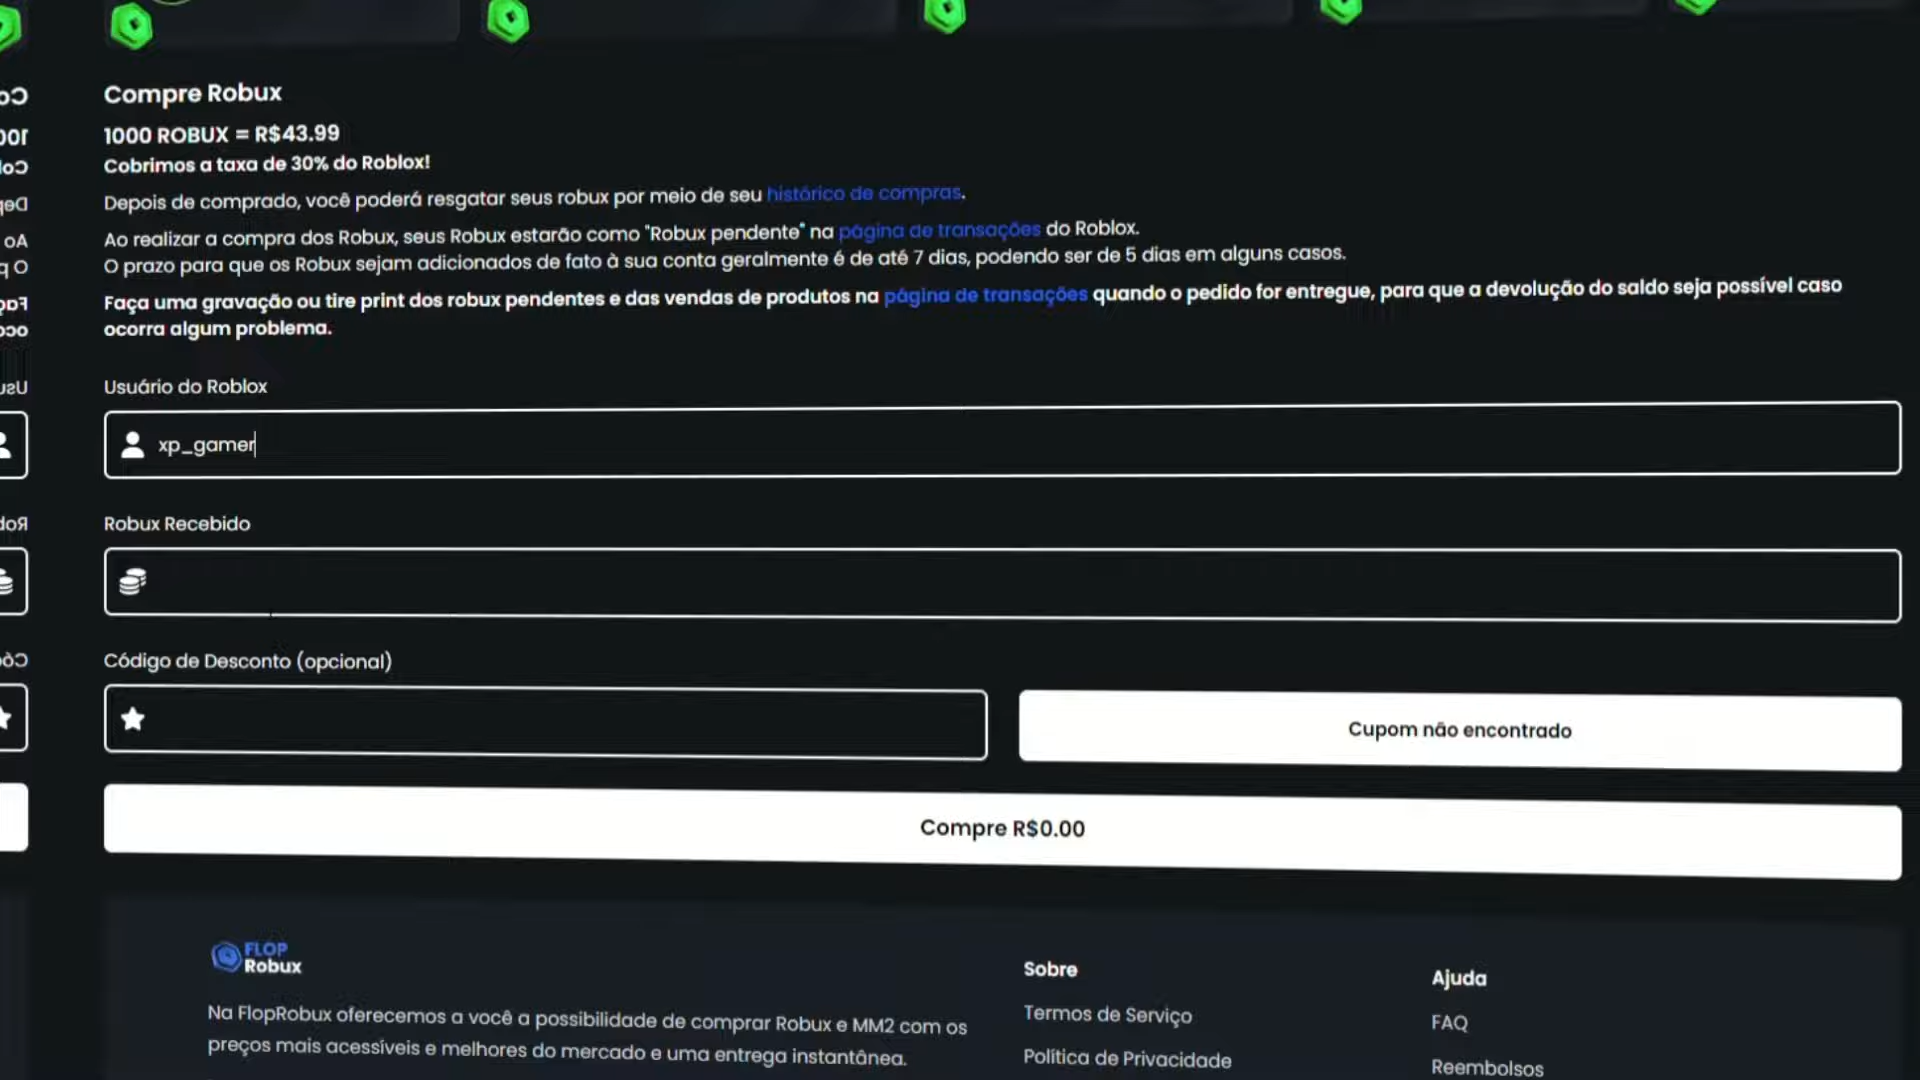 Compre Robux
1000 ROBUX = R$43.99
Cobrimos a taxa de 30% do Roblox!
Depois de comprado, você poderá resgatar seus robux por meio de seu histórico de compras.
Ao realizar a compra dos Robux, seus Robux estarão como "Robux pendente" na página de transações do Roblox.
O prazo para que os Robux sejam adicionados de fato à sua conta geralmente é de até 7 dias, podendo ser de 5 dias em alguns casos.
Faça uma gravação ou tire print dos robux pendentes e das vendas de produtos na página de transações quando o pedido for entregue, para que a devolução do saldo seja possível caso
ocorra algum problema.
Usuário do Roblox
xp_gamer
Robux Recebido
Código de Desconto (opcional)
Cupom não encontrado
Compre R$0.00
FLOP
Robux
Na FlopRobux oferecemos a você a possibilidade de comprar Robux e MM2 com os
preços mais acessíveis e melhores do mercado e uma entrega instantânea.
Sobre
Termos de Serviço
Política de Privacidade
Ajuda
FAQ
Reembolsos